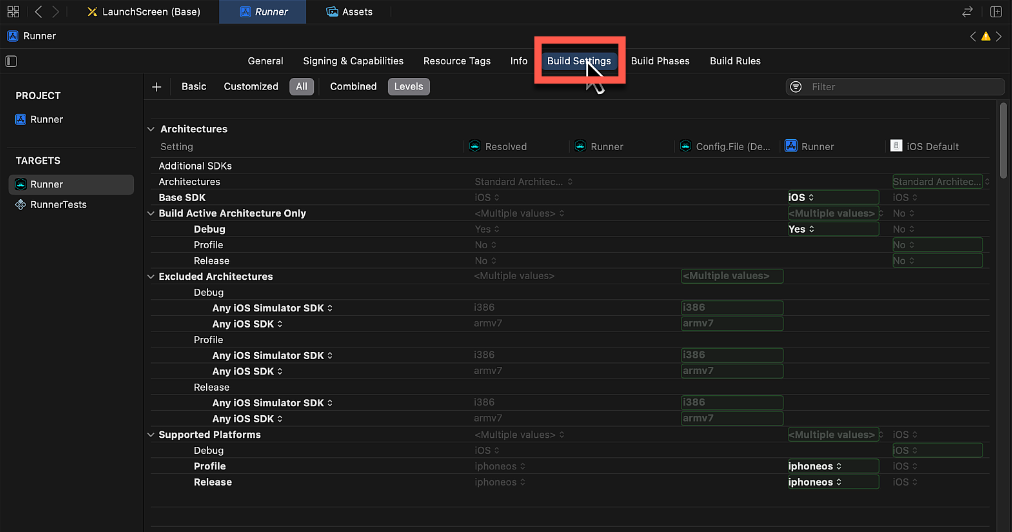 LaunchScreen (Base) Runner Assets
Runner
General Signing & Capabilities Resource Tags Info Build Settings Build Phases Build Rules
PROJECT
Runner
TARGETS
Runner
RunnerTests
+ Basic Customized All Combined Levels Filter
Architectures
Setting Resolved Runner Config.File (De... Runner iOS Default
Additional SDKs
Architectures Standard Architec... Standard Architec...
Base SDK iOS iOS iOS
Build Active Architecture Only <Multiple values> <Multiple values> No
Debug Yes Yes No
Profile No No
Release No No
Excluded Architectures <Multiple values> <Multiple values>
Debug
Any iOS Simulator SDK i386 i386
Any iOS SDK armv7 armv7
Profile
Any iOS Simulator SDK i386 i386
Any iOS SDK armv7 armv7
Release
Any iOS Simulator SDK i386 i386
Any iOS SDK armv7 armv7
Supported Platforms <Multiple values> <Multiple values> iOS
Debug iOS iOS
Profile iphoneos iphoneos iOS
Release iphoneos iphoneos iOS